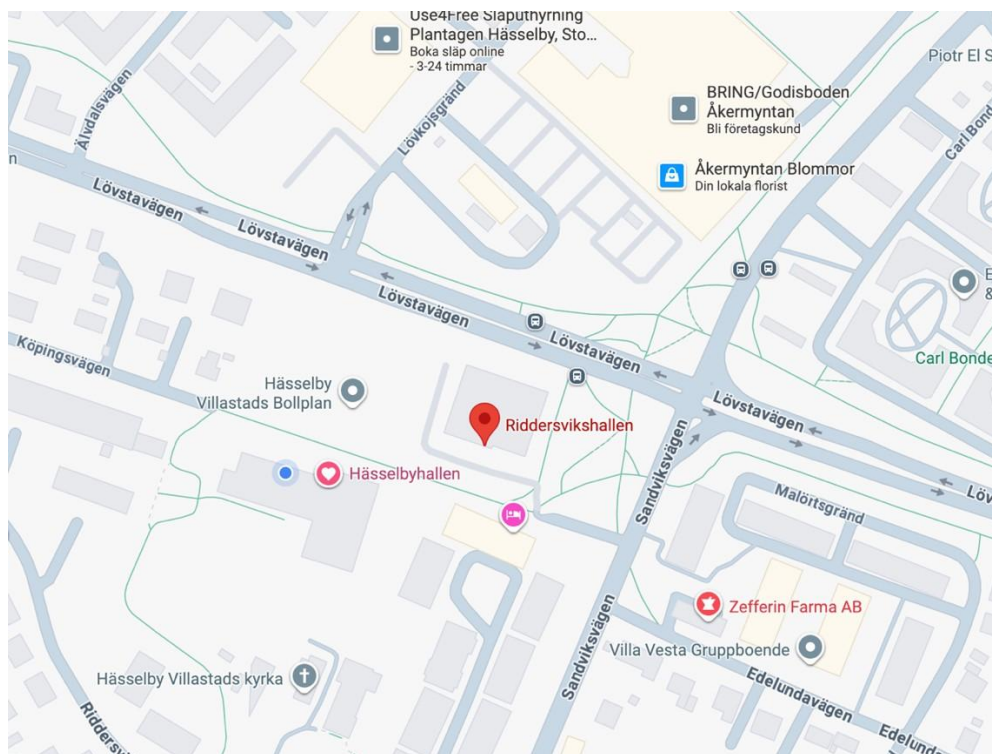 Use4Free Släputhyrning
Plantagen Hässelby, Sto...
Boka släp online
- 3-24 timmar
Piotr El S
BRING/Godisboden
Åkermyntan
Bli företagskund
Älvdalsvägen
Lövkojsgränd
Carl Bond
Åkermyntan Blommor
Din lokala florist
n
Lövstavägen
Lövstavägen
Lövstavägen
Lövstavägen
Lövstavägen
Lövstavägen
E
&
Köpingsvägen
Carl Bonde
Hässelby
Villastads Bollplan
Riddersvikshallen
Lövstavägen
Hässelbyhallen
Sandviksvägen
Malörtsgränd
Löv
Zefferin Farma AB
Villa Vesta Gruppboende
Hässelby Villastads kyrka
Sandviksvägen
Edelundavägen
Edelun
Riddersv